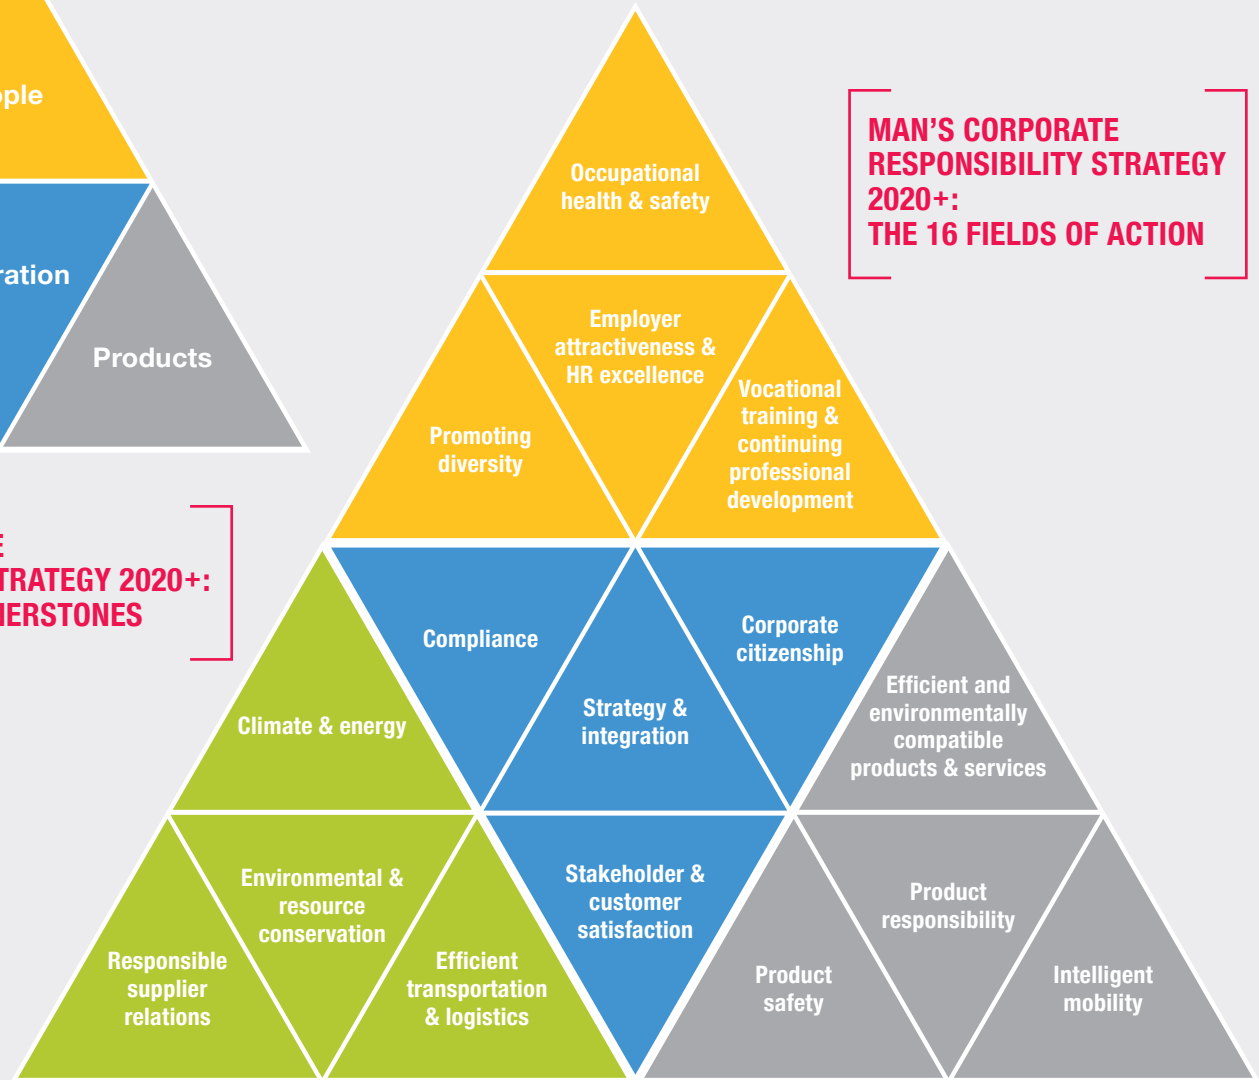 Products
TRATEGY 2020+:
MAN'S CORPORATE
RESPONSIBILITY STRATEGY
2020+:
THE 16 FIELDS OF ACTION
Occupational
health & safety
Employer
attractiveness &
HR excellence
Promoting
diversity
Vocational
training &
continuing
professional
development
Compliance
Strategy &
integration
Corporate
citizenship
Stakeholder &
customer
satisfaction
Climate & energy
Environmental &
resource
conservation
Responsible
supplier
relations
Efficient
transportation
& logistics
Efficient and
environmentally
compatible
products & services
Product
responsibility
Product
safety
Intelligent
mobility